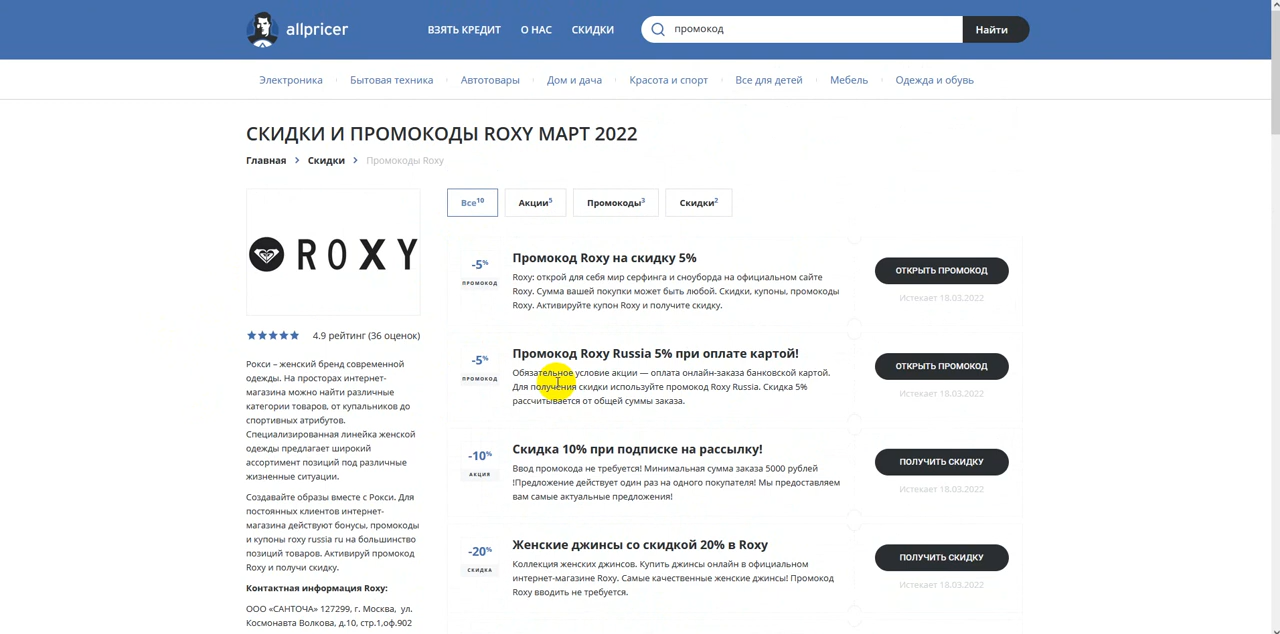 allpricer
ВЗЯТЬ КРЕДИТ О НАС СКИДКИ
промокод
Найти
Электроника Бытовая техника Автотовары Дом и дача Красота и спорт Все для детей Мебель Одежда и обувь
СКИДКИ И ПРОМОКОДЫ ROXY МАРТ 2022
Главная > Скидки > Промокоды Roxy
ROXY
4.9 рейтинг (36 оценок)
Рокси – женский бренд современной
одежды. На просторах интернет-
магазина можно найти различные
категории товаров, от купальников до
спортивных атрибутов.
Специализированная линейка женской
одежды предлагает широкий
ассортимент позиций под различные
жизненные ситуации.
Создавайте образы вместе с Рокси. Для
постоянных клиентов интернет-
магазина действуют бонусы, промокоды
и купоны roxy russia ru на большинство
позиций товаров. Активируй промокод
Roxy и получи скидку.
Контактная информация Roxy:
ООО «САНТОЧА» 127299, г. Москва, ул.
Космонавта Волкова, д.10, стр.1,оф.902
Все10 Акции5 Промокоды3 Скидки2
-5%
ПРОМОКОД
Промокод Roxy на скидку 5%
Roxy: открой для себя мир серфинга и сноуборда на официальном сайте
Roxy. Сумма вашей покупки может быть любой. Скидки, купоны, промокоды
Roxy. Активируйте купон Roxy и получите скидку.
ОТКРЫТЬ ПРОМОКОД
Истекает 18.03.2022
-5%
ПРОМОКОД
Промокод Roxy Russia 5% при оплате картой!
Обязательное условие акции — оплата онлайн-заказа банковской картой.
Для получения скидки используйте промокод Roxy Russia. Скидка 5%
рассчитывается от общей суммы заказа.
ОТКРЫТЬ ПРОМОКОД
Истекает 18.03.2022
-10%
АКЦИЯ
Скидка 10% при подписке на рассылку!
Ввод промокода не требуется! Минимальная сумма заказа 5000 рублей
!Предложение действует один раз на одного покупателя! Мы предоставляем
вам самые актуальные предложения!
ПОЛУЧИТЬ СКИДКУ
Истекает 18.03.2022
-20%
СКИДКА
Женские джинсы со скидкой 20% в Roxy
Коллекция женских джинсов. Купить джинсы онлайн в официальном
интернет-магазине Roxy. Самые качественные женские джинсы! Промокод
Roxy вводить не требуется.
ПОЛУЧИТЬ СКИДКУ
Истекает 18.03.2022